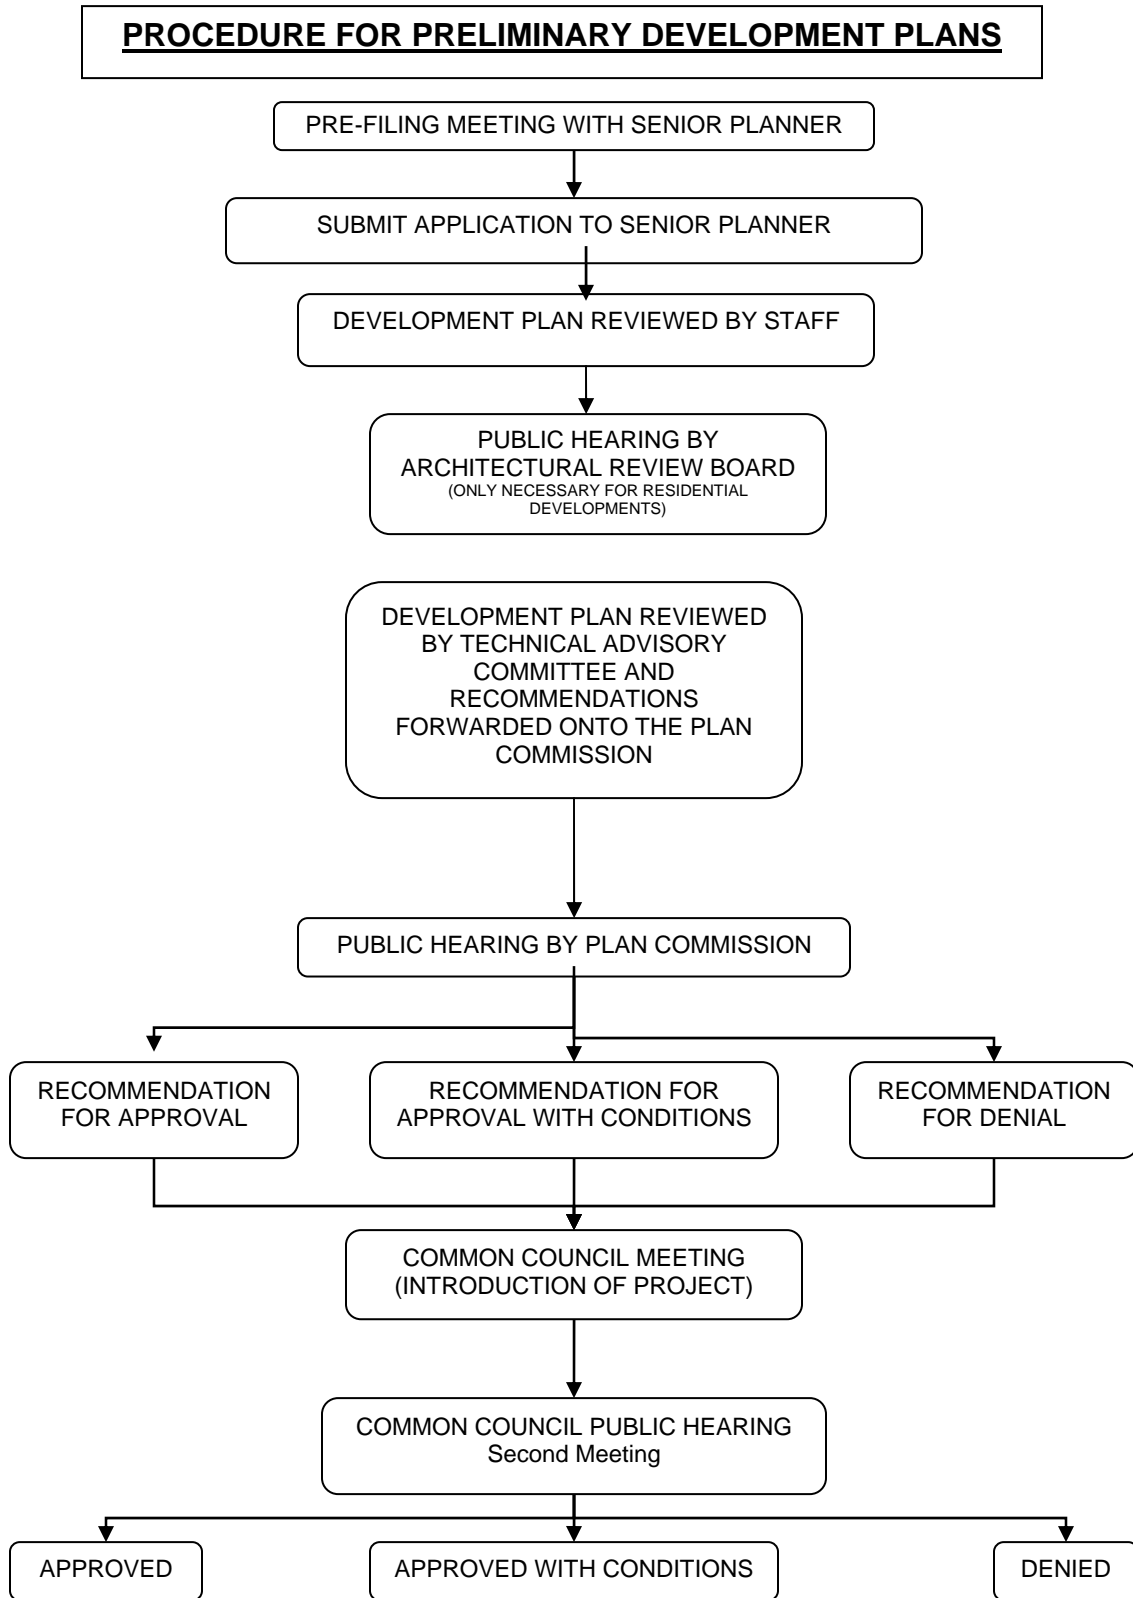 PROCEDURE FOR PRELIMINARY DEVELOPMENT PLANS
PRE-FILING MEETING WITH SENIOR PLANNER
SUBMIT APPLICATION TO SENIOR PLANNER
DEVELOPMENT PLAN REVIEWED BY STAFF
PUBLIC HEARING BY
ARCHITECTURAL REVIEW BOARD
(ONLY NECESSARY FOR RESIDENTIAL
DEVELOPMENTS)
DEVELOPMENT PLAN REVIEWED
BY TECHNICAL ADVISORY
COMMITTEE AND
RECOMMENDATIONS
FORWARDED ONTO THE PLAN
COMMISSION
PUBLIC HEARING BY PLAN COMMISSION
RECOMMENDATION
FOR APPROVAL
RECOMMENDATION FOR
APPROVAL WITH CONDITIONS
RECOMMENDATION
FOR DENIAL
COMMON COUNCIL MEETING
(INTRODUCTION OF PROJECT)
COMMON COUNCIL PUBLIC HEARING
Second Meeting
APPROVED
APPROVED WITH CONDITIONS
DENIED